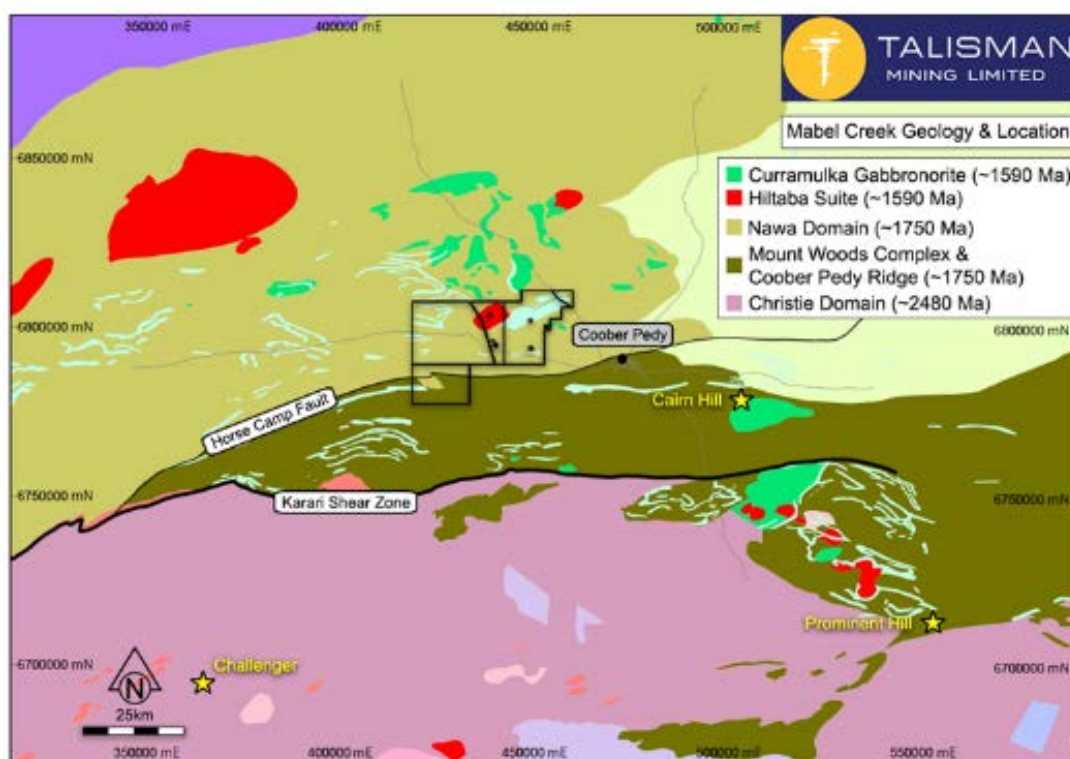 350000 mE
400000 mE
450000 mE
500000 mE
TALISMAN
MINING LIMITED
Mabel Creek Geology & Location
6850000 mN
Curramulka Gabbronorite (~1590 Ma)
Hiltaba Suite (~1590 Ma)
Nawa Domain (~1750 Ma)
Mount Woods Complex &
Coober Pedy Ridge (~1750 Ma)
Christie Domain (~2480 Ma)
6800000 mN
6800000 mN
Coober Pedy
Cairn Hill
Horse Camp Fault
6750000 mN
Karari Shear Zone
6750000 mN
Prominent Hill
6700000 mN
Challenger
6700000 mN
N
25km
350000 mE
400000 mE
450000 mE
500000 mE
550000 mE